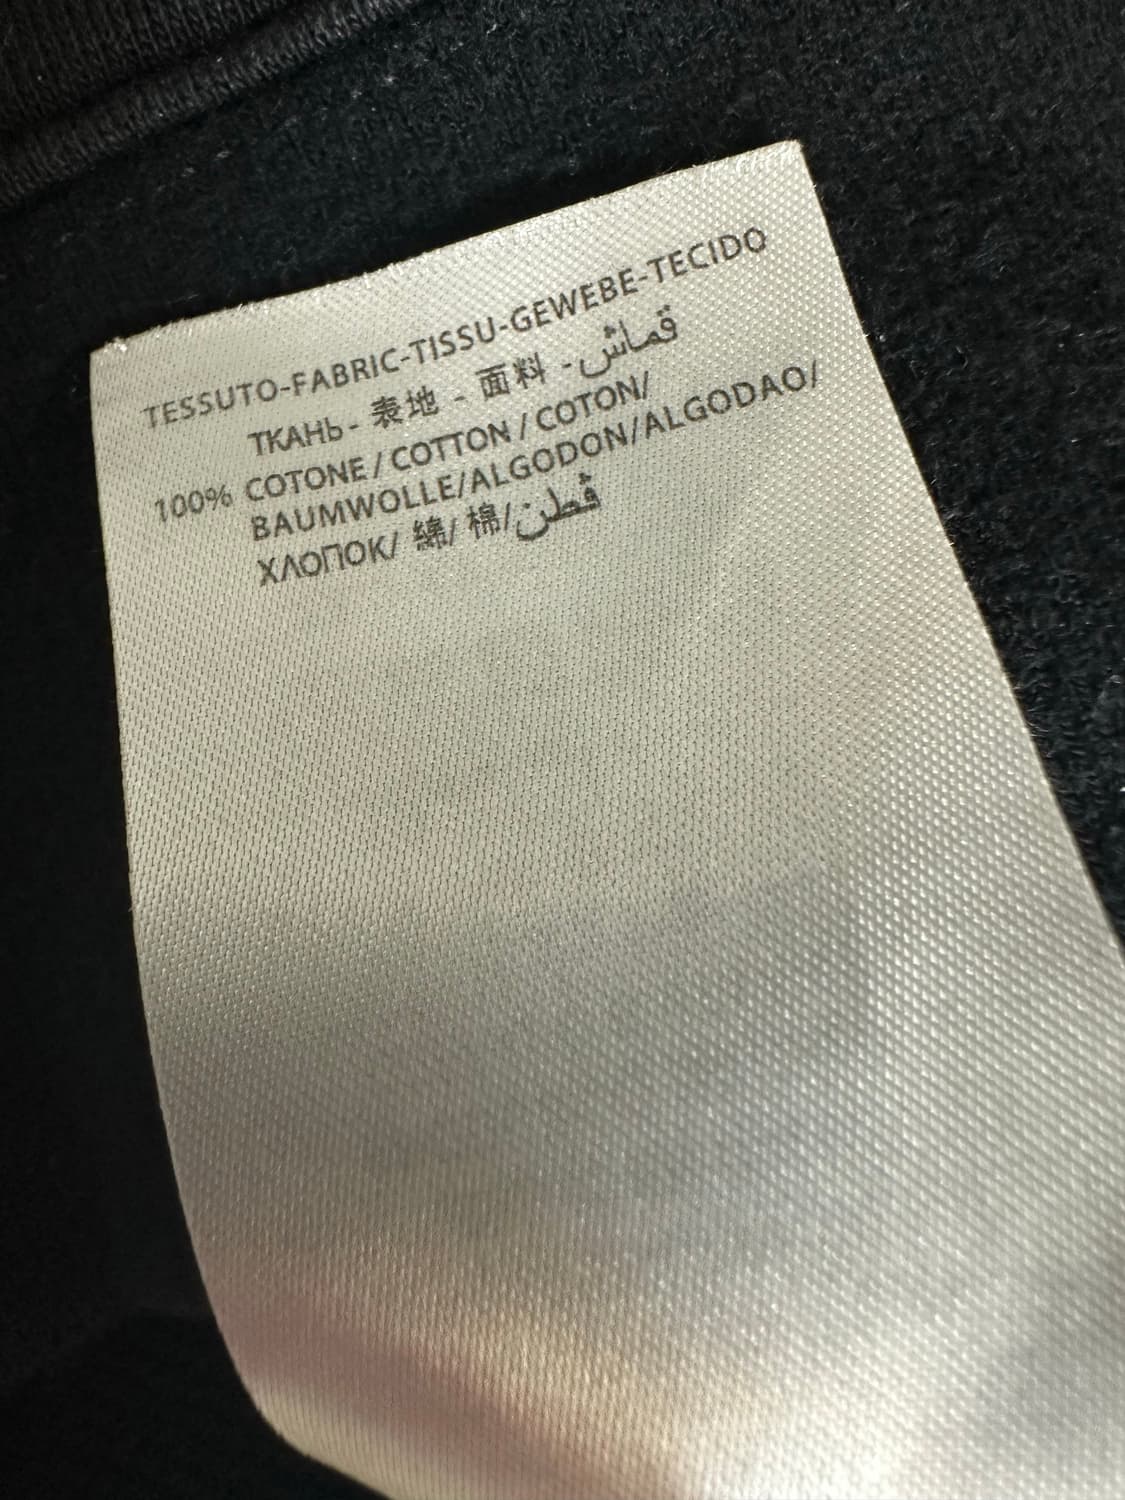 TESSUTO-FABRIC-TISSU-GEWEBE-TECIDO
ТКАНЬ - 表地 - 面料 - قماش
100% COTONE / COTTON / COTON/
BAUMWOLLE/ALGODON/ALGODAO/
ХЛОПОК/ 綿/ 棉/قطن